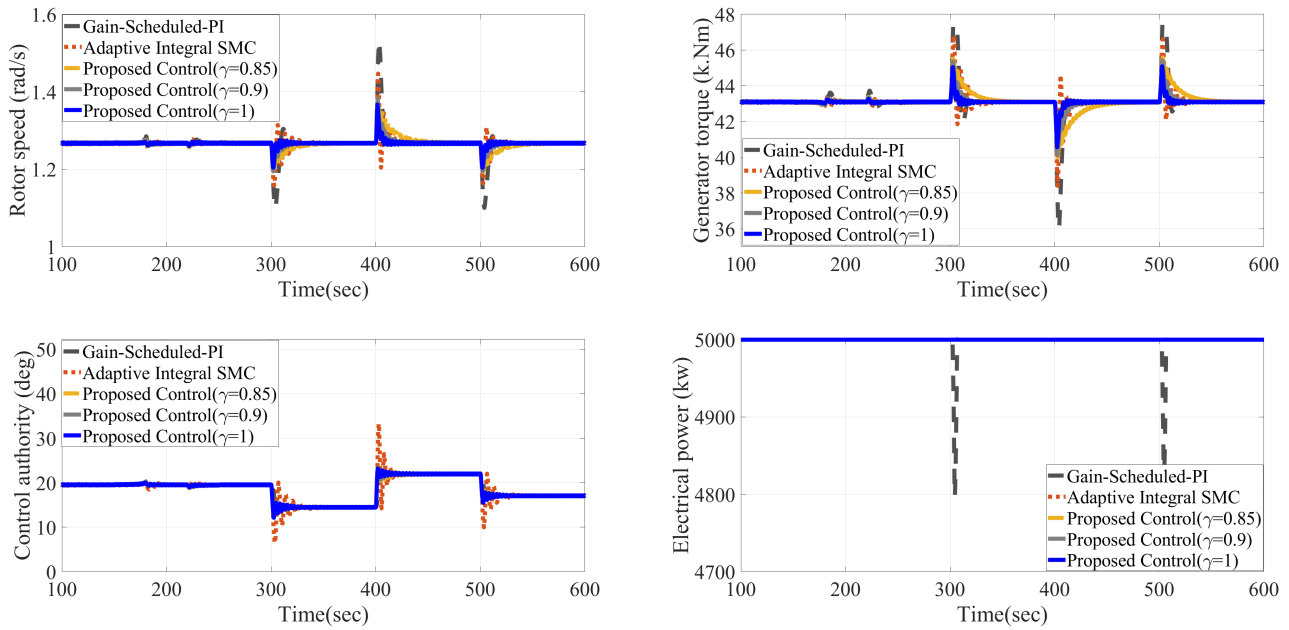 Rotor speed (rad/s)
1.6
1.4
1.2
1
Gain-Scheduled-PI
Adaptive Integral SMC
Proposed Control(γ=0.85)
Proposed Control(γ=0.9)
Proposed Control(γ=1)
100 200 300 400 500 600
Time(sec)
Generator torque (k.Nm)
48
46
44
42
40
38
36
Gain-Scheduled-PI
Adaptive Integral SMC
Proposed Control(γ=0.85)
Proposed Control(γ=0.9)
Proposed Control(γ=1)
100 200 300 400 500 600
Time(sec)
Control authority (deg)
50
40
30
20
10
0
Gain-Scheduled-PI
Adaptive Integral SMC
Proposed Control(γ=0.85)
Proposed Control(γ=0.9)
Proposed Control(γ=1)
100 200 300 400 500 600
Time(sec)
Electrical power (kw)
5000
4900
4800
4700
Gain-Scheduled-PI
Adaptive Integral SMC
Proposed Control(γ=0.85)
Proposed Control(γ=0.9)
Proposed Control(γ=1)
100 200 300 400 500 600
Time(sec)